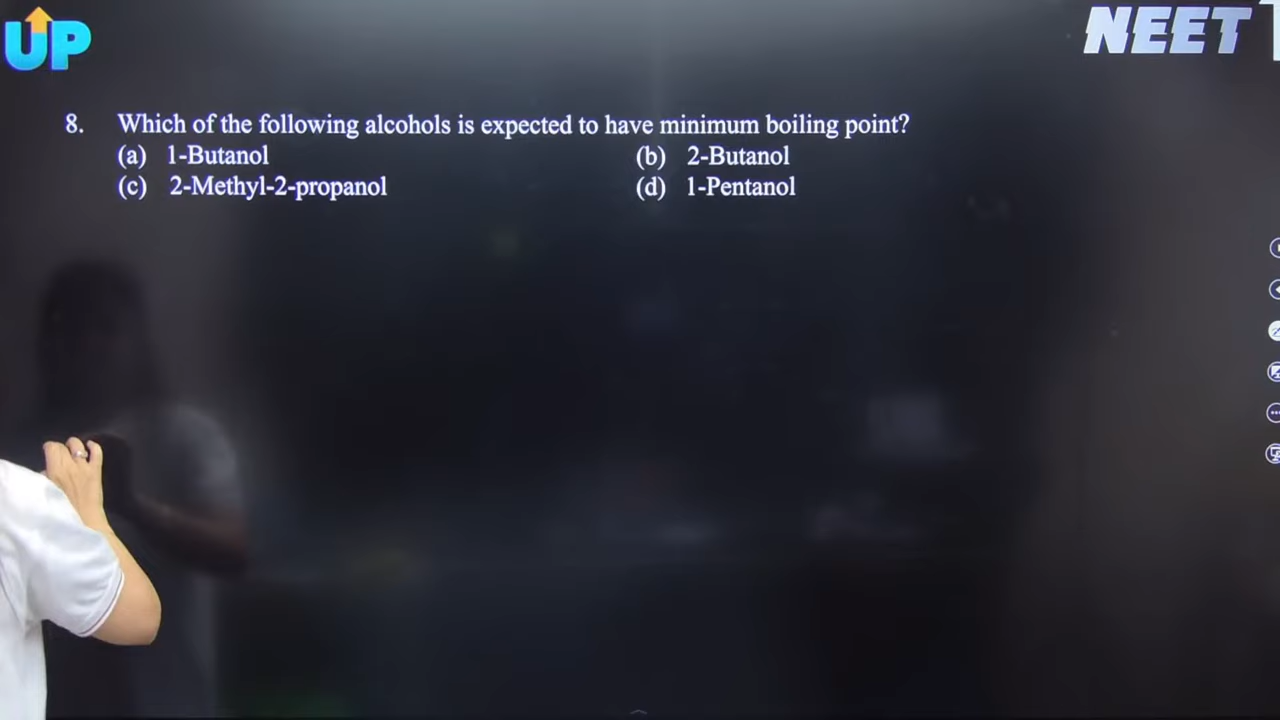 UP
NEET
8. Which of the following alcohols is expected to have minimum boiling point?
(a) 1-Butanol (b) 2-Butanol
(c) 2-Methyl-2-propanol (d) 1-Pentanol